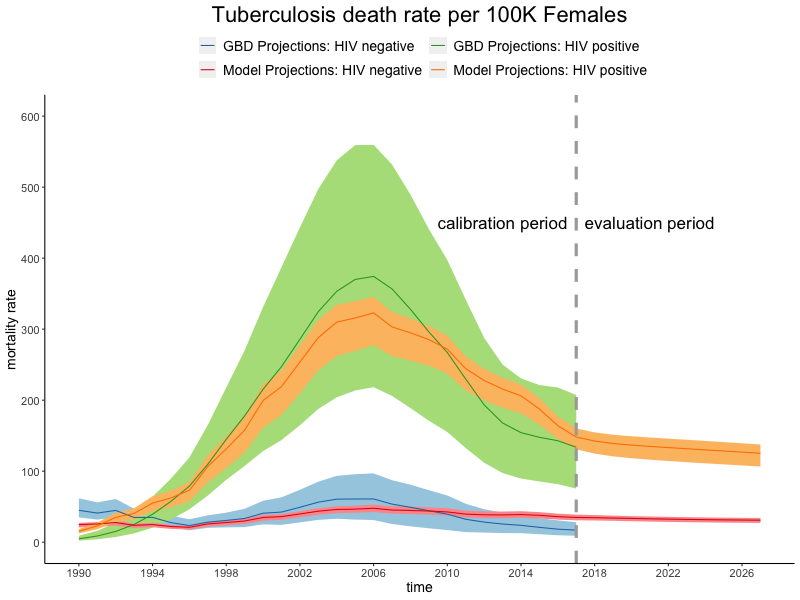 Tuberculosis death rate per 100K Females
GBD Projections: HIV negative GBD Projections: HIV positive
Model Projections: HIV negative Model Projections: HIV positive
600
500
400
300
200
100
0
mortality rate
calibration period evaluation period
1990 1994 1998 2002 2006 2010 2014 2018 2022 2026
time